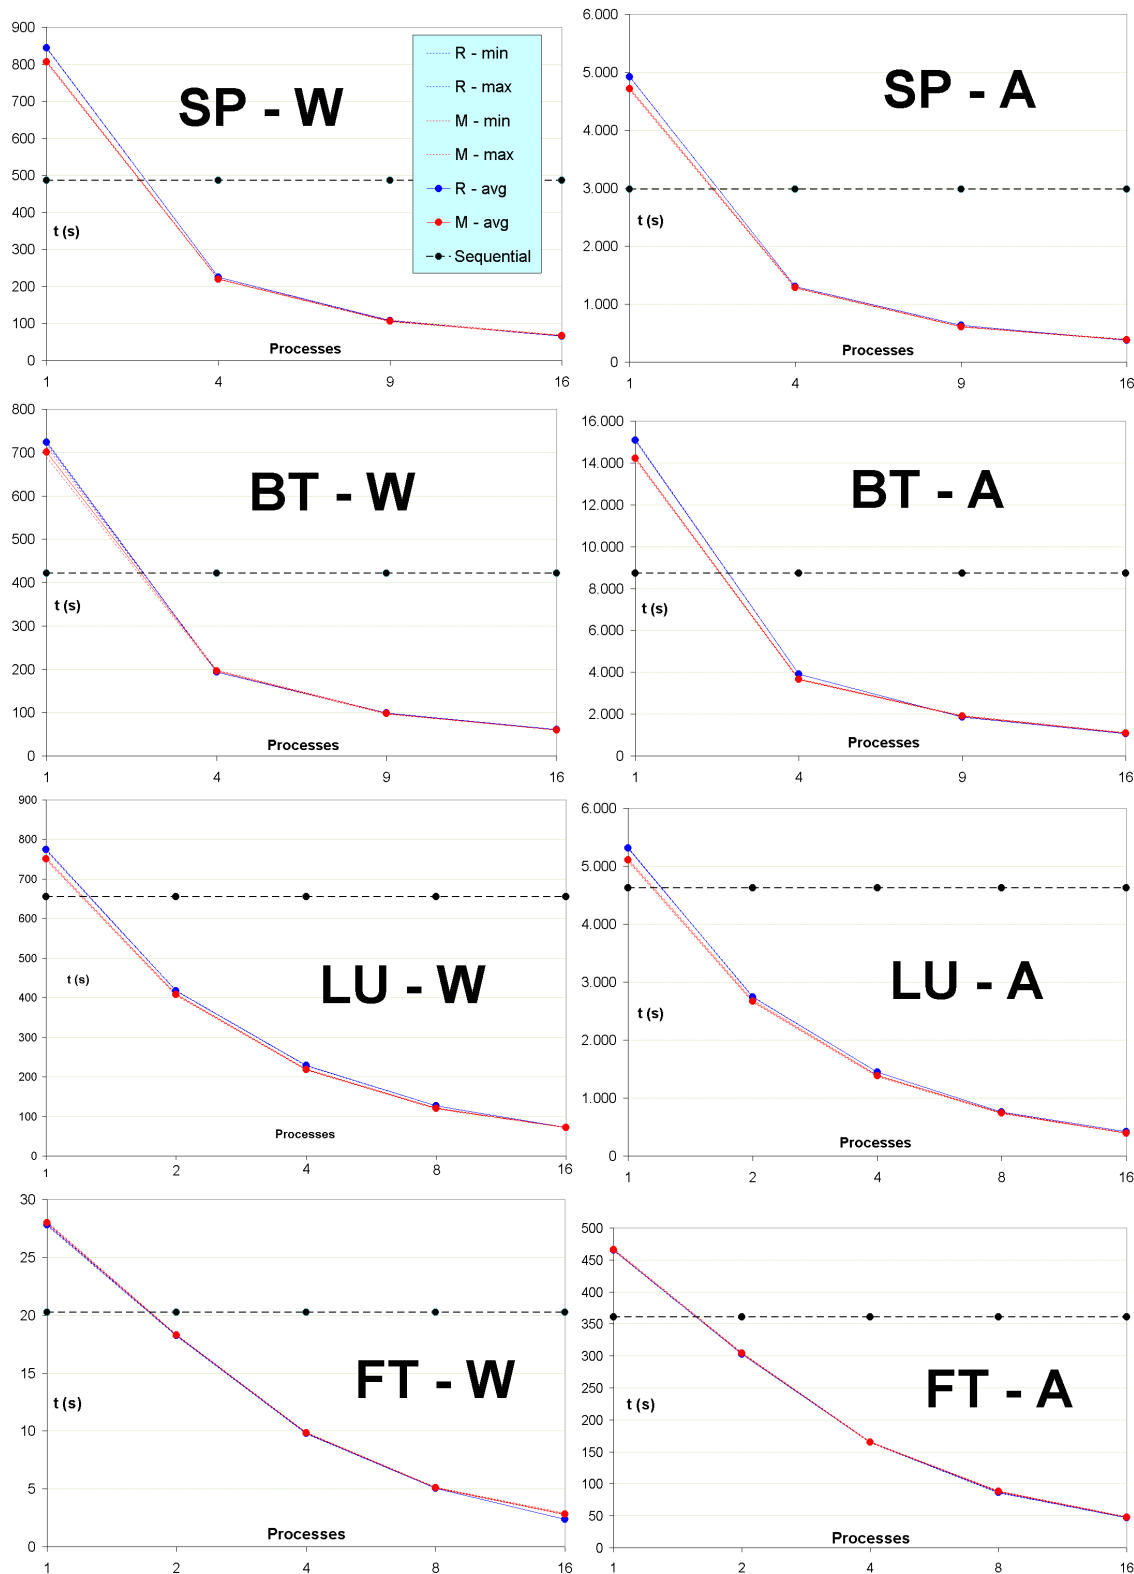 900
800
700
600
500
400
300
200
100
0
SP - W
t (s)
Processes
1 4 9 16
R - min
R - max
M - min
M - max
R - avg
M - avg
Sequential
6.000
5.000
4.000
3.000
2.000
1.000
0
SP - A
t (s)
Processes
1 4 9 16
800
700
600
500
400
300
200
100
0
BT - W
t (s)
Processes
1 4 9 16
16.000
14.000
12.000
10.000
8.000
6.000
4.000
2.000
0
BT - A
t (s)
Processes
1 4 9 16
900
800
700
600
500
400
300
200
100
0
LU - W
t (s)
Processes
1 2 4 8 16
6.000
5.000
4.000
3.000
2.000
1.000
0
LU - A
t (s)
Processes
1 2 4 8 16
30
25
20
15
10
5
0
FT - W
t (s)
Processes
1 2 4 8 16
500
450
400
350
300
250
200
150
100
50
0
FT - A
t (s)
Processes
1 2 4 8 16